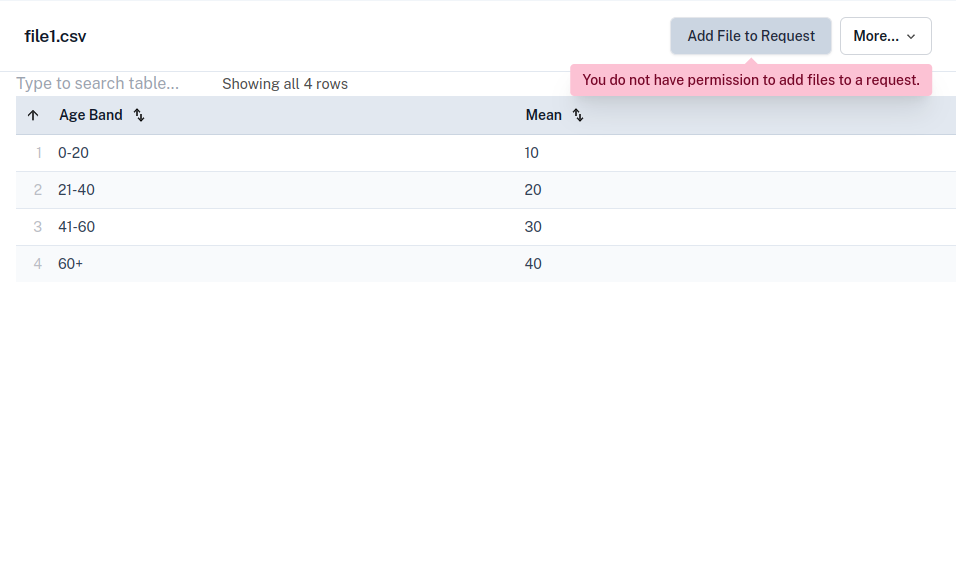 file1.csv
Add File to Request
More...
You do not have permission to add files to a request.
Type to search table...
Showing all 4 rows
Age Band
Mean
1 0-20 10
2 21-40 20
3 41-60 30
4 60+ 40